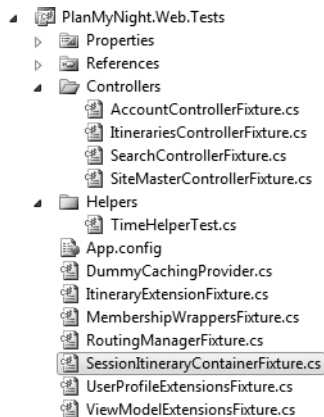 PlanMyNight.Web.Tests
Properties
References
Controllers
AccountControllerFixture.cs
ItinerariesControllerFixture.cs
SearchControllerFixture.cs
SiteMasterControllerFixture.cs
Helpers
TimeHelperTest.cs
App.config
DummyCachingProvider.cs
ItineraryExtensionFixture.cs
MembershipWrappersFixture.cs
RoutingManagerFixture.cs
SessionItineraryContainerFixture.cs
UserProfileExtensionsFixture.cs
ViewModelExtensionsFixture.cs